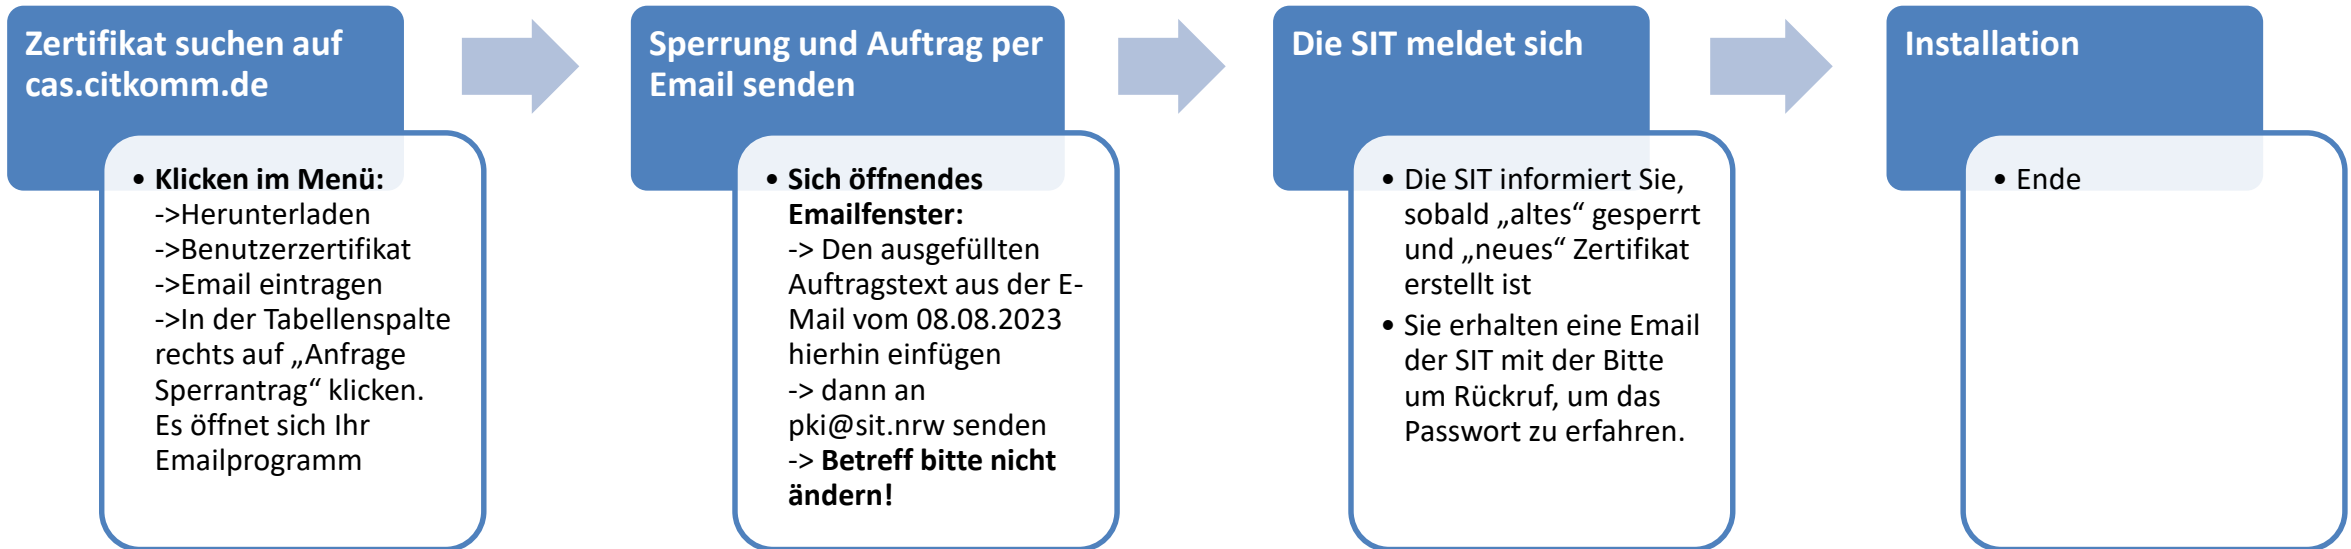 Zertifikat suchen auf
cas.citkomm.de
• Klicken im Menü:
->Herunterladen
->Benutzerzertifikat
->Email eintragen
->In der Tabellenspalte
rechts auf „Anfrage
Sperrantrag“ klicken.
Es öffnet sich Ihr
Emailprogramm
Sperrung und Auftrag per
Email senden
• Sich öffnendes
Emailfenster:
-> Den ausgefüllten
Auftragstext aus der E-
Mail vom 08.08.2023
hierhin einfügen
-> dann an
pki@sit.nrw senden
-> Betreff bitte nicht
ändern!
Die SIT meldet sich
• Die SIT informiert Sie,
sobald „altes“ gesperrt
und „neues“ Zertifikat
erstellt ist
• Sie erhalten eine Email
der SIT mit der Bitte
um Rückruf, um das
Passwort zu erfahren.
Installation
• Ende